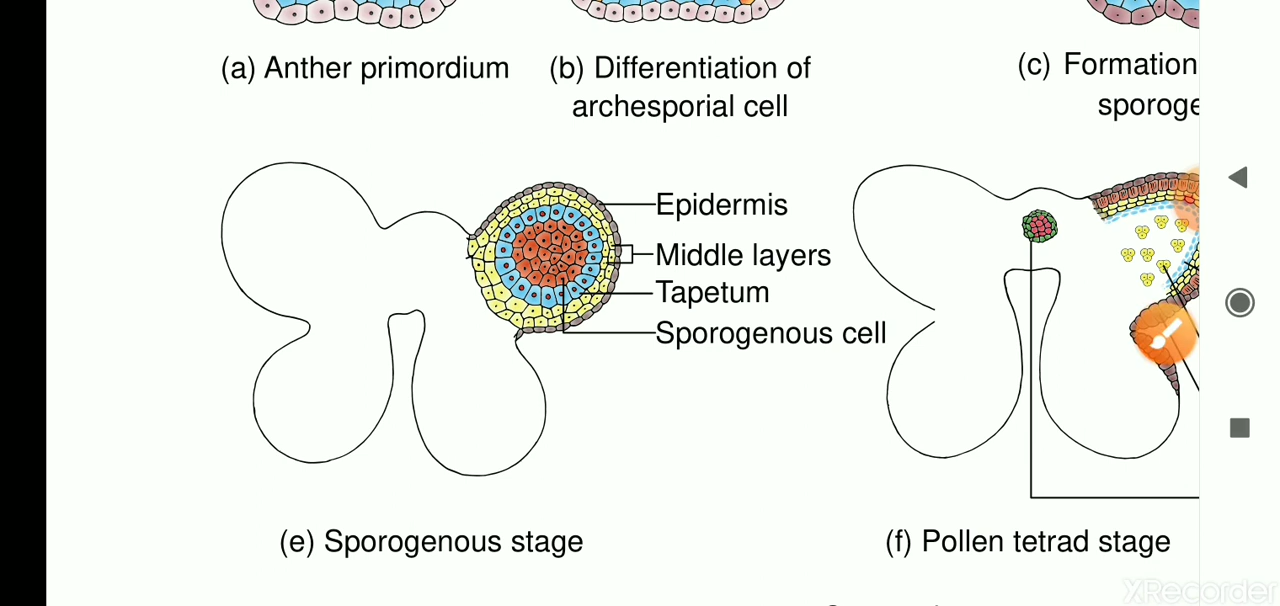 (a) Anther primordium
(b) Differentiation of
archesporial cell
(c) Formation
Epidermis
Middle layers
Tapetum
Sporogenous cell
(e) Sporogenous stage
(f) Pollen tetrad stage
XRecorder